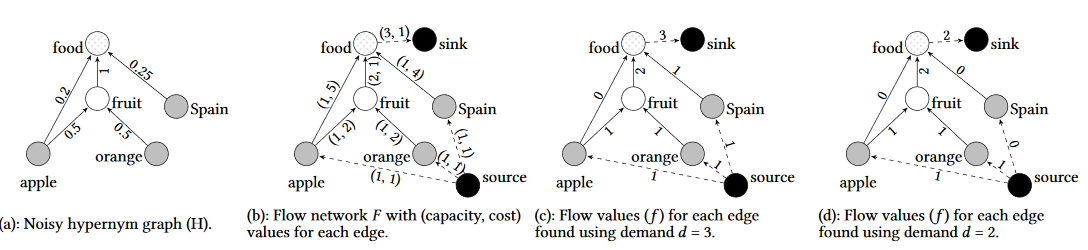 food
0.2
1
0.25
fruit
Spain
0.5
0.5
orange
apple
(a): Noisy hypernym graph (H).
food
(3, 1)
sink
(1, 5)
(2, 1)
(1, 4)
fruit
Spain
(1, 2)
(1, 2)
(1, 1)
orange
(1, 1)
apple
(1, 1)
source
(b): Flow network F with (capacity, cost)
values for each edge.
food
3
sink
0
2
1
fruit
Spain
1
1
1
orange
1
apple
1
source
(c): Flow values (f) for each edge
found using demand d = 3.
food
2
sink
0
2
0
fruit
Spain
1
1
0
orange
1
apple
1
source
(d): Flow values (f) for each edge
found using demand d = 2.